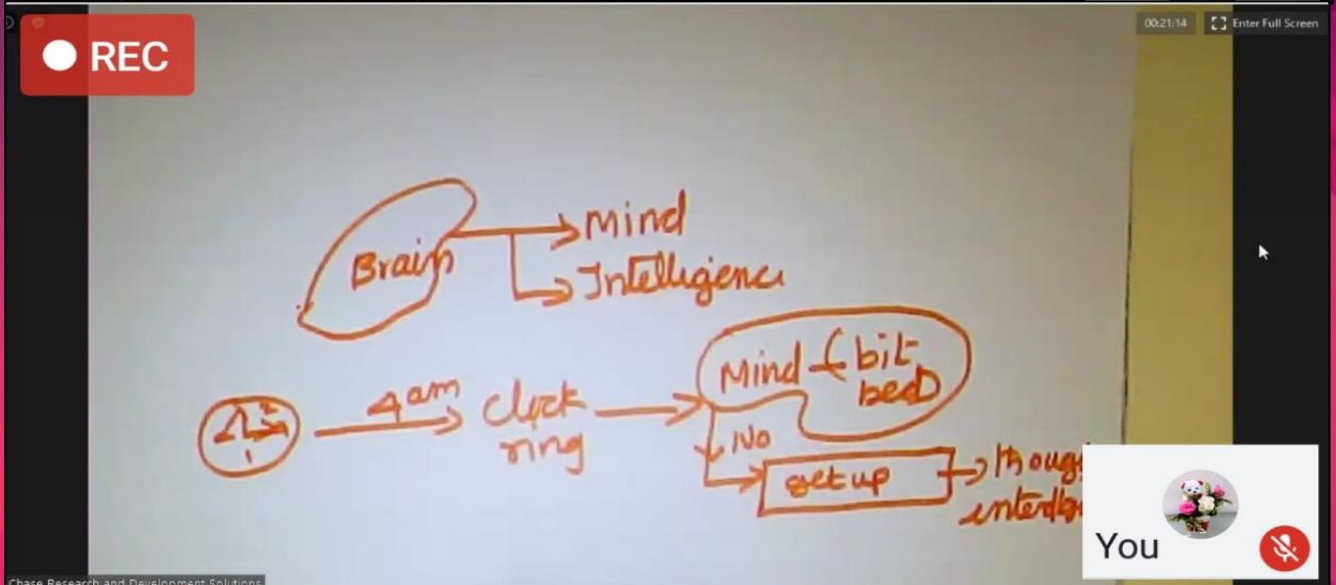 REC
00:21:14 Enter Full Screen
Brain
Mind
Intelligence
4am
Clock
ring
Mind
bit
bed
No
get up
You
Chase Research and Development Solutions